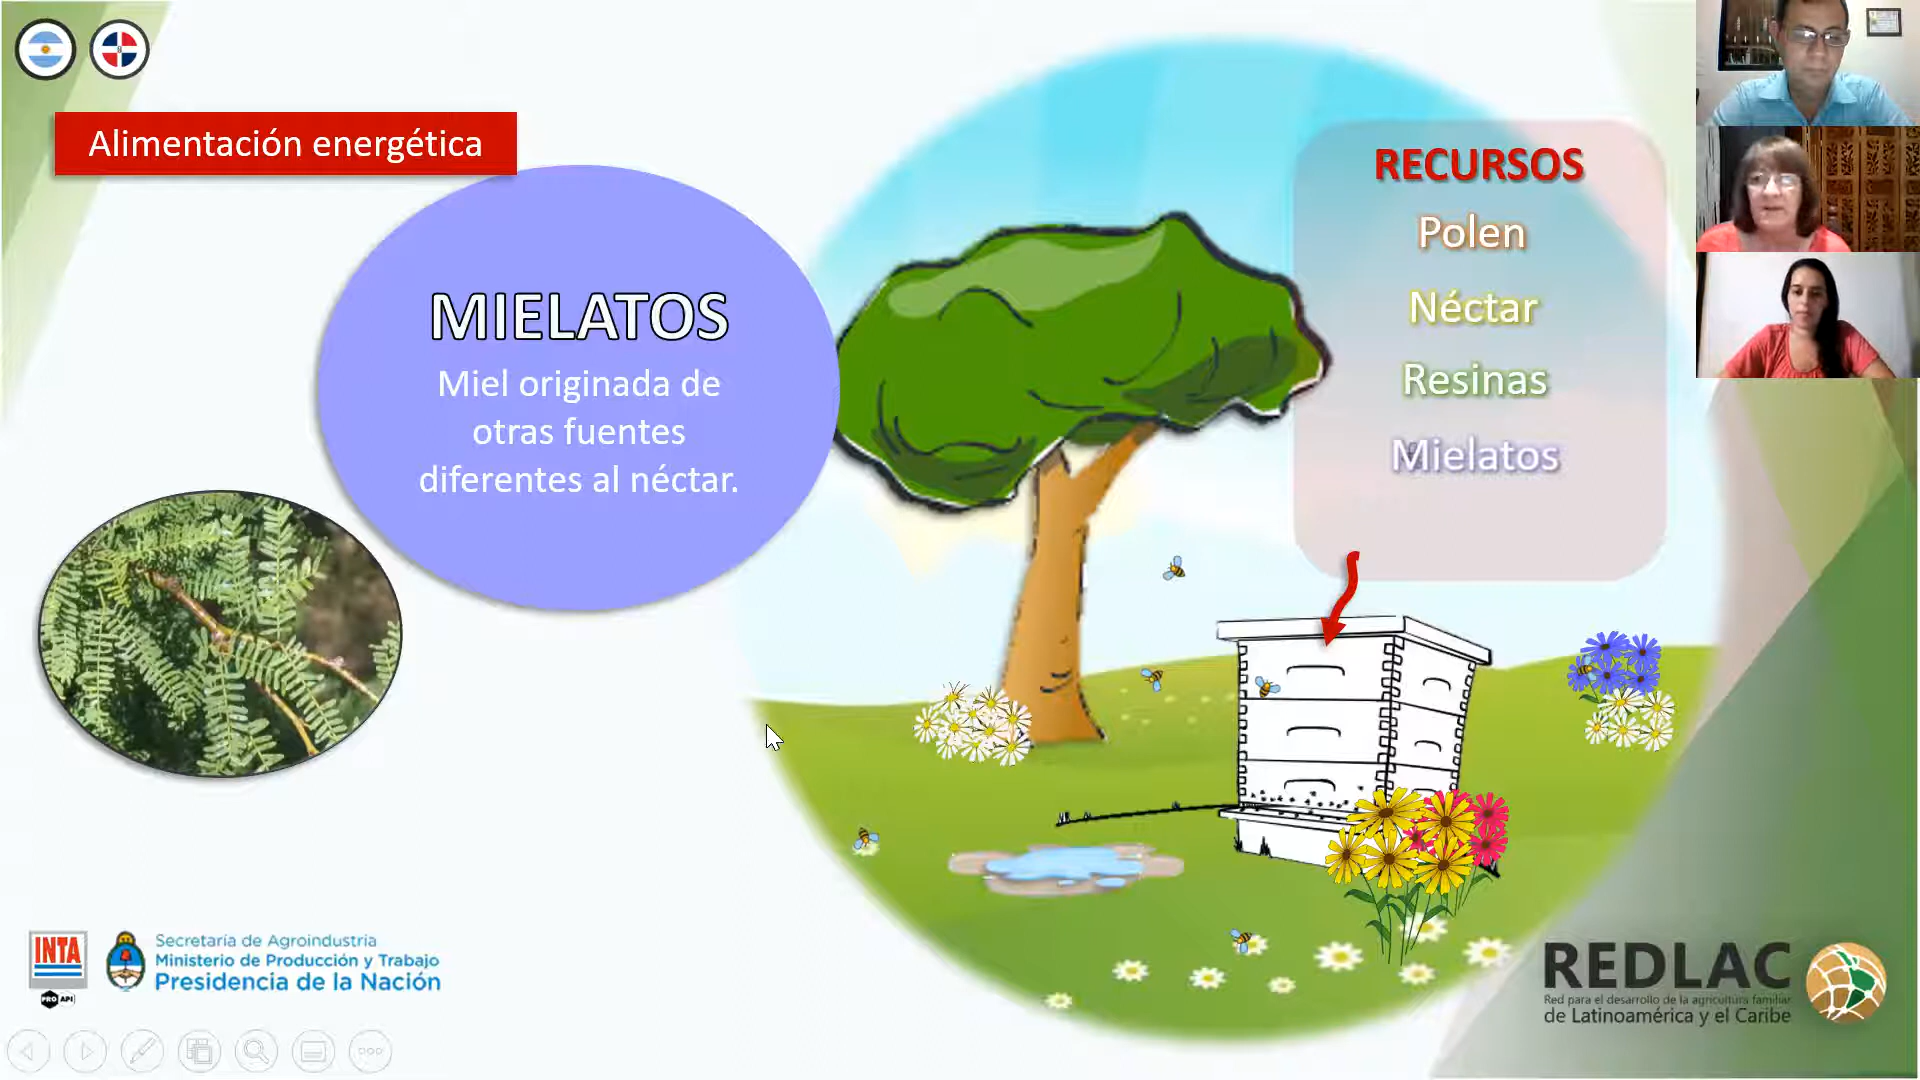 Alimentación energética
MIELATOS
Miel originada de
otras fuentes
diferentes al néctar.
RECURSOS
Polen
Néctar
Resinas
Mielatos
INTA
PRO API
Secretaría de Agroindustria
Ministerio de Producción y Trabajo
Presidencia de la Nación
REDLAC
Red para el desarrollo de la agricultura familiar
de Latinoamérica y el Caribe